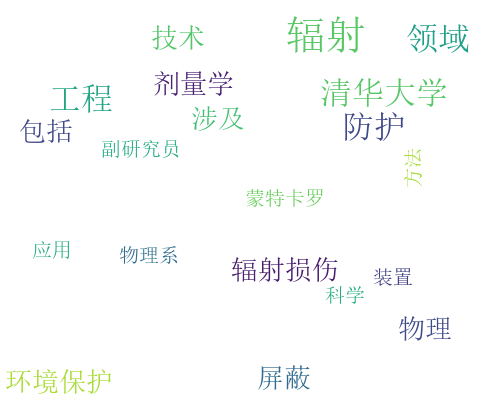 辐射
技术
领域
剂量学
清华大学
工程
涉及
防护
包括
副研究员
方法
蒙特卡罗
应用
物理系
辐射损伤
装置
科学
物理
环境保护
屏蔽